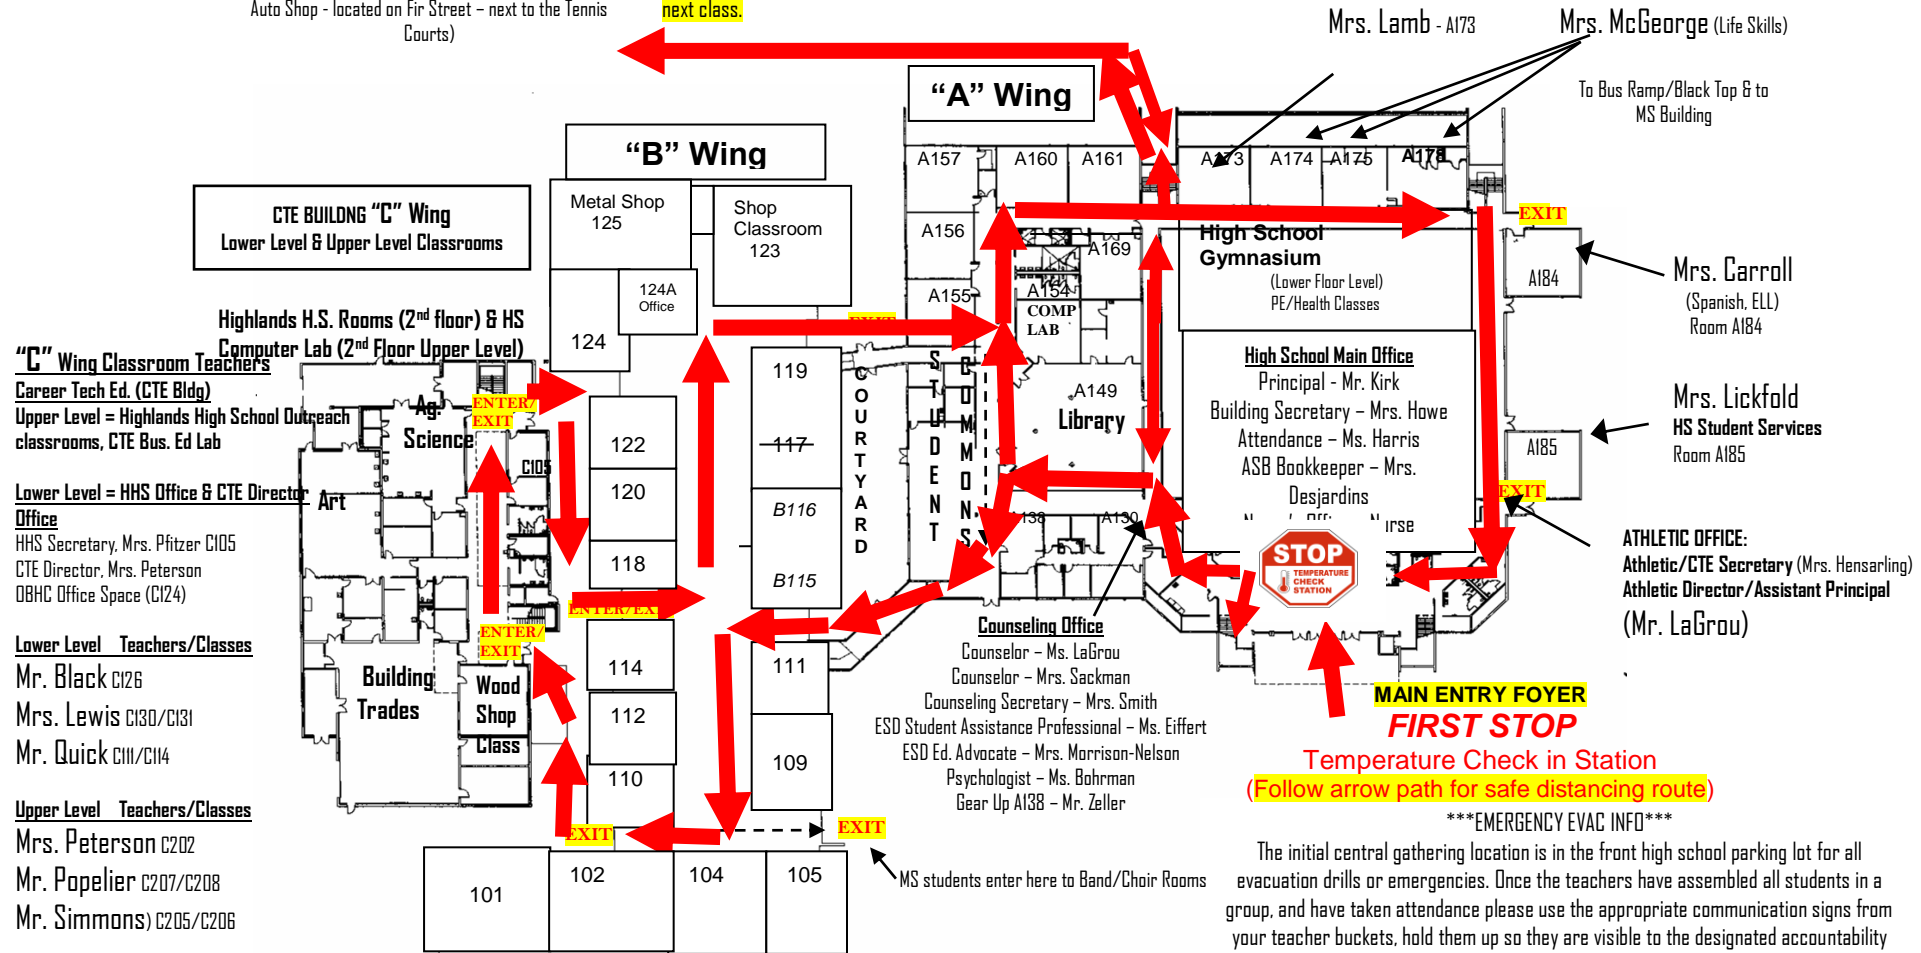 Auto Shop - located on Fir Street – next to the Tennis
Courts)
next class.
Mrs. Lamb - A173
Mrs. McGeorge (Life Skills)
To Bus Ramp/Black Top & to
MS Building
“A” Wing
“B” Wing
CTE BUILDNG “C” Wing
Lower Level & Upper Level Classrooms
Metal Shop
125
Shop
Classroom
123
124A
Office
124
A157
A160
A161
A173
A174
A175
A178
A156
A169
A155
A154
COMP
LAB
EXIT
EXIT
High School
Gymnasium
(Lower Floor Level)
PE/Health Classes
A184
Mrs. Carroll
(Spanish, ELL)
Room A184
Highlands H.S. Rooms (2nd floor) & HS
Computer Lab (2nd Floor Upper Level)
“C” Wing Classroom Teachers
Career Tech Ed. (CTE Bldg)
Upper Level = Highlands High School Outreach
classrooms, CTE Bus. Ed Lab
Lower Level = HHS Office & CTE Director
Office
HHS Secretary, Mrs. Pfitzer C105
CTE Director, Mrs. Peterson
OBHC Office Space (C124)
Lower Level Teachers/Classes
Mr. Black C126
Mrs. Lewis C130/C131
Mr. Quick C111/C114
Upper Level Teachers/Classes
Mrs. Peterson C202
Mr. Popelier C207/C208
Mr. Simmons) C205/C206
Ag.
Science
ENTER/
EXIT
C105
Art
ENTER/
EXIT
Building
Trades
Wood
Shop
Class
122
120
118
ENTER/EXI
114
112
110
EXIT
119
117
B116
B115
111
109
EXIT
101
102
104
105
MS students enter here to Band/Choir Rooms
COURTYARD
STUDENT
COMMONS
A149
Library
A138
A130
High School Main Office
Principal - Mr. Kirk
Building Secretary – Mrs. Howe
Attendance – Ms. Harris
ASB Bookkeeper – Mrs.
Desjardins
Nurse
STOP
TEMPERATURE
CHECK
STATION
Mrs. Lickfold
HS Student Services
Room A185
A185
EXIT
ATHLETIC OFFICE:
Athletic/CTE Secretary (Mrs. Hensarling)
Athletic Director/Assistant Principal
(Mr. LaGrou)
Counseling Office
Counselor – Ms. LaGrou
Counselor – Mrs. Sackman
Counseling Secretary – Mrs. Smith
ESD Student Assistance Professional – Ms. Eiffert
ESD Ed. Advocate – Mrs. Morrison-Nelson
Psychologist – Ms. Bohrman
Gear Up A138 – Mr. Zeller
MAIN ENTRY FOYER
FIRST STOP
Temperature Check in Station
(Follow arrow path for safe distancing route)
***EMERGENCY EVAC INFO***
The initial central gathering location is in the front high school parking lot for all
evacuation drills or emergencies. Once the teachers have assembled all students in a
group, and have taken attendance please use the appropriate communication signs from
your teacher buckets, hold them up so they are visible to the designated accountability